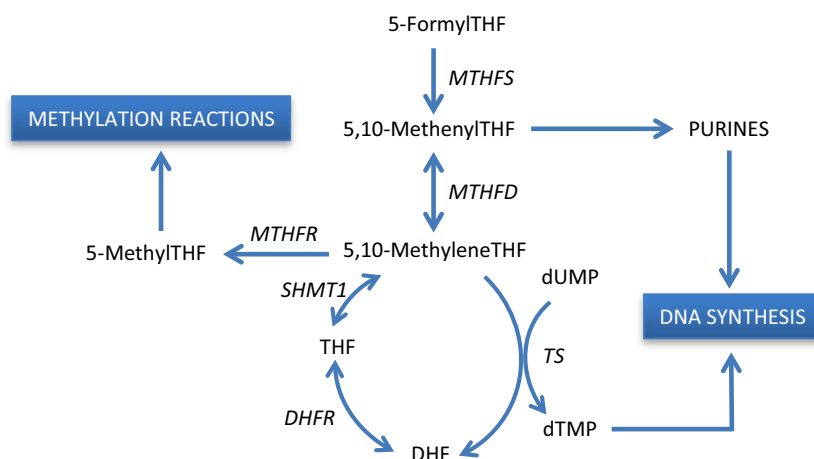 5-FormylTHF
MTHFS
METHYLATION REACTIONS
5,10-MethenylTHF
PURINES
MTHFD
MTHFR
5-MethylTHF
5,10-MethyleneTHF
SHMT1
dUMP
DNA SYNTHESIS
THF
TS
DHFR
dTMP
DHF